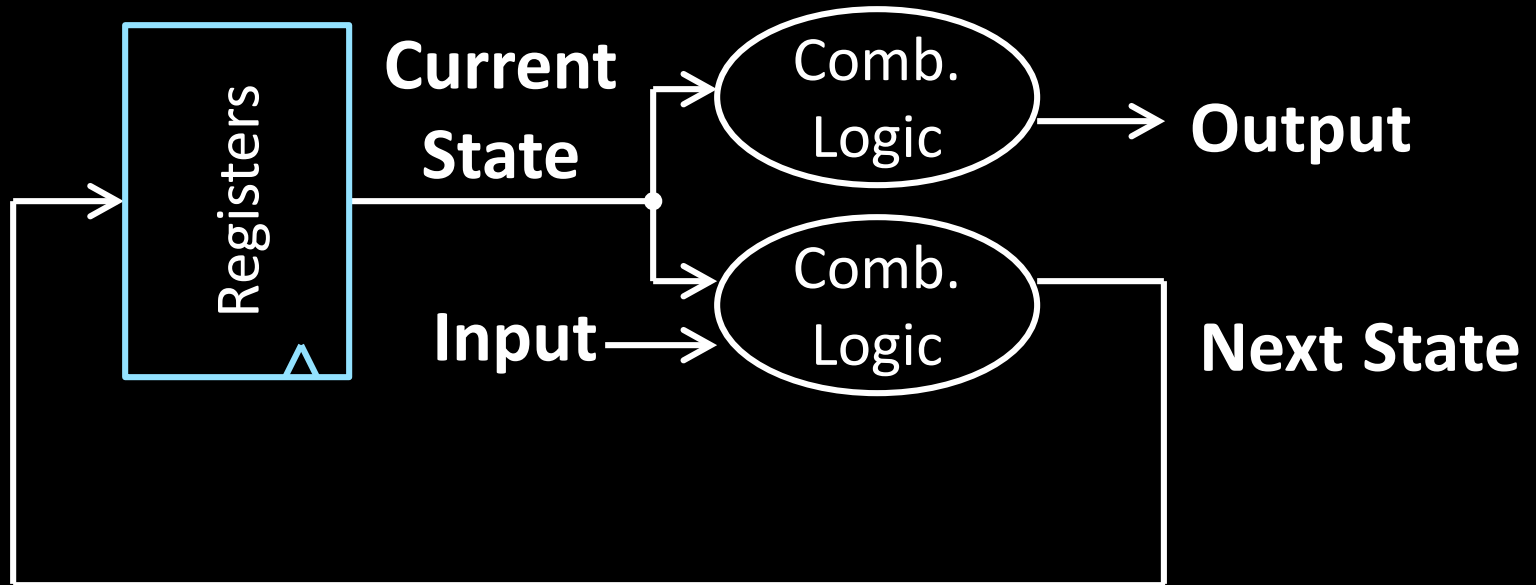 Registers
Current
State
Comb.
Logic
Output
Input
Comb.
Logic
Next State